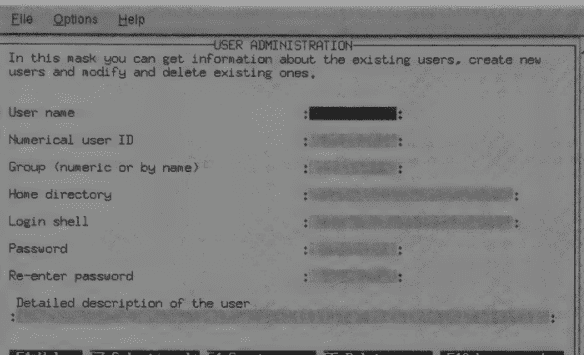 File Options Help
USER ADMINISTRATION
In this mask you can get information about the existing users, create new
users and modify and delete existing ones.
User name : :
Numerical user ID : :
Group (numeric or by name) : :
Home directory : :
Login shell : :
Password : :
Re-enter password : :
Detailed description of the user
: :